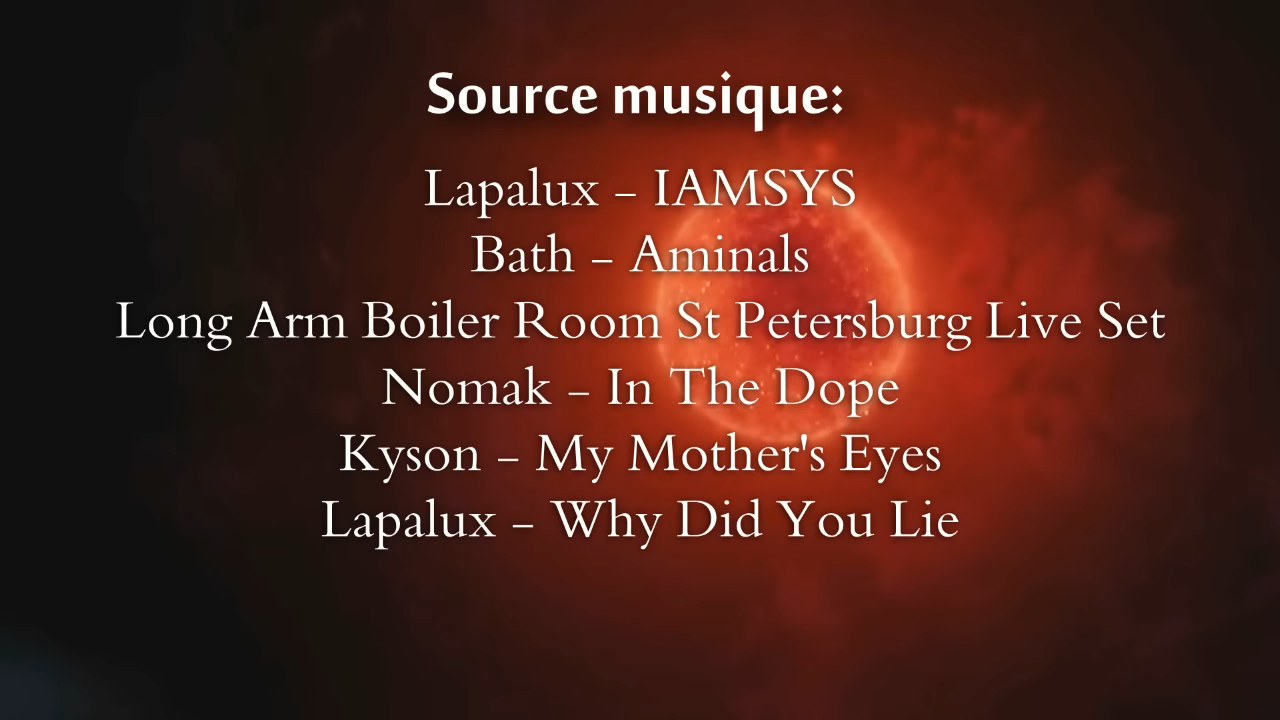 Source musique:
Lapalux – IAMSYS
Bath – Aminals
Long Arm Boiler Room St Petersburg Live Set
Nomak – In The Dope
Kyson – My Mother's Eyes
Lapalux – Why Did You Lie